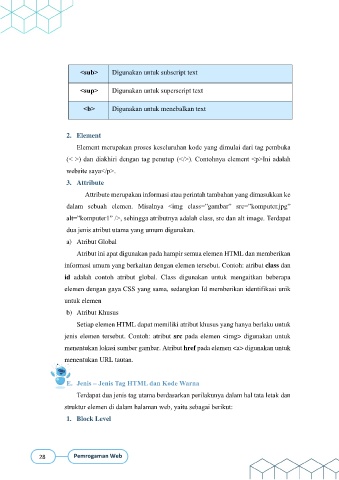 <sub> Digunakan untuk subscript text
<sup> Digunakan untuk superscript text
<b> Digunakan untuk menebalkan text
2. Element
Element merupakan proses keseluruhan kode yang dimulai dari tag pembuka
(< >) dan diakhiri dengan tag penutup (</>). Contohnya element <p>Ini adalah
website saya</p>.
3. Attribute
Attribute merupakan informasi atau perintah tambahan yang dimasukkan ke
dalam sebuah elemen. Misalnya <img class="gambar" src="komputer.jpg"
alt="komputer1" />, sehingga atributnya adalah class, src dan alt image. Terdapat
dua jenis atribut utama yang umum digunakan.
a) Atribut Global
Atribut ini apat digunakan pada hampir semua elemen HTML dan memberikan
informasi umum yang berkaitan dengan elemen tersebut. Contoh: atribut class dan
id adalah contoh atribut global. Class digunakan untuk mengaitkan beberapa
elemen dengan gaya CSS yang sama, sedangkan Id memberikan identifikasi unik
untuk elemen
b) Atribut Khusus
Setiap elemen HTML dapat memiliki atribut khusus yang hanya berlaku untuk
jenis elemen tersebut. Contoh: atribut src pada elemen <img> digunakan untuk
menentukan lokasi sumber gambar. Atribut href pada elemen <a> digunakan untuk
menentukan URL tautan.
E. Jenis – Jenis Tag HTML dan Kode Warna
Terdapat dua jenis tag utama berdasarkan perilakunya dalam hal tata letak dan
struktur elemen di dalam halaman web, yaitu sebagai berikut:
1. Block Level
28 Pemrogaman Web